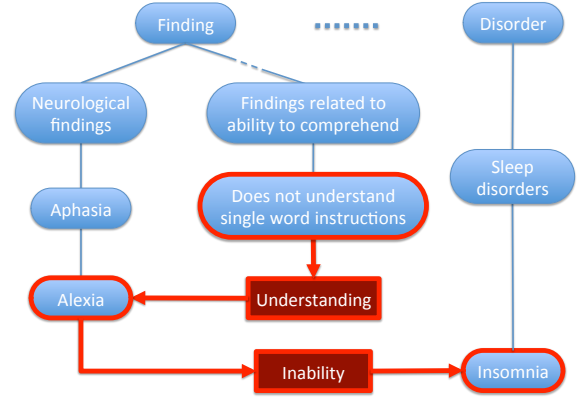 Finding
Disorder
Neurological
findings
Findings related to
ability to comprehend
Does not understand
single word instructions
Sleep
disorders
Aphasia
Alexia
Understanding
Inability
Insomnia